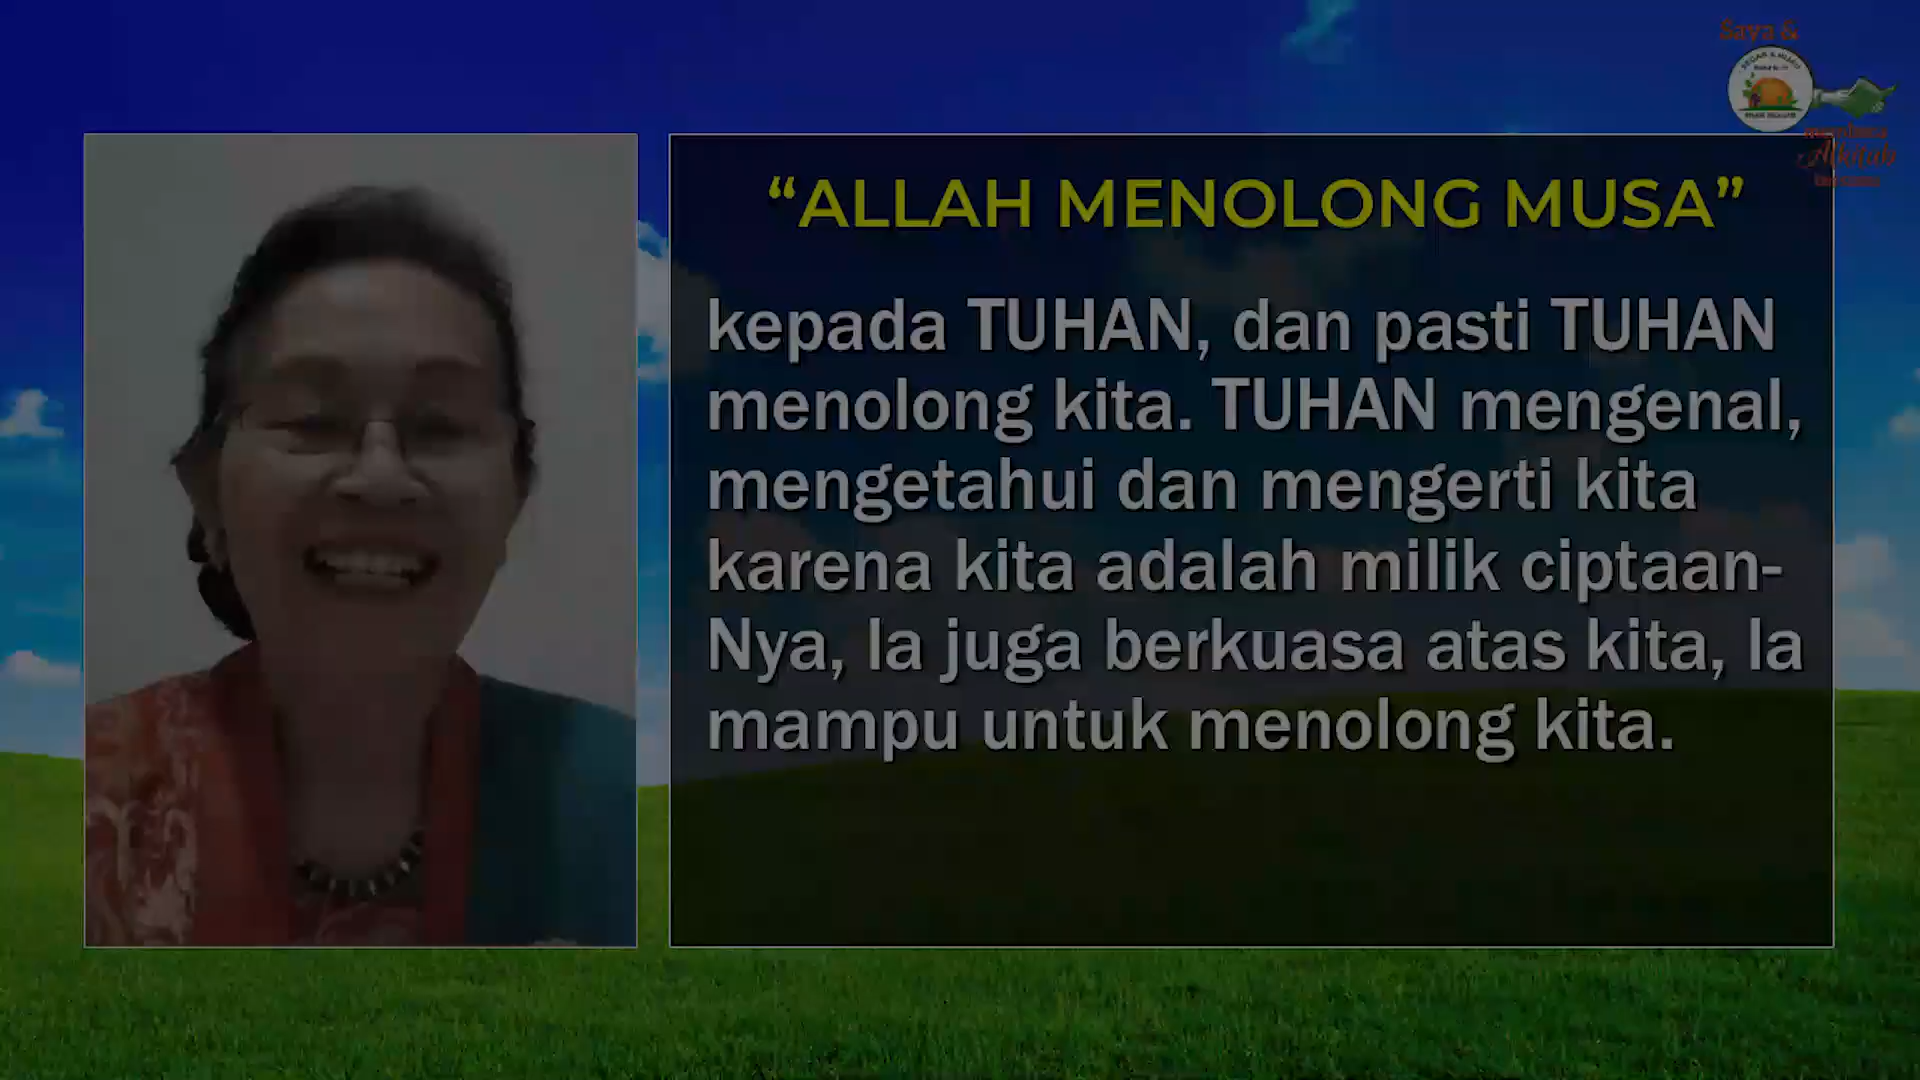 Saya &
“ALLAH MENOLONG MUSA”
kepada TUHAN, dan pasti TUHAN
menolong kita. TUHAN mengenal,
mengetahui dan mengerti kita
karena kita adalah milik ciptaan-
Nya, Ia juga berkuasa atas kita, Ia
mampu untuk menolong kita.
Alkitab